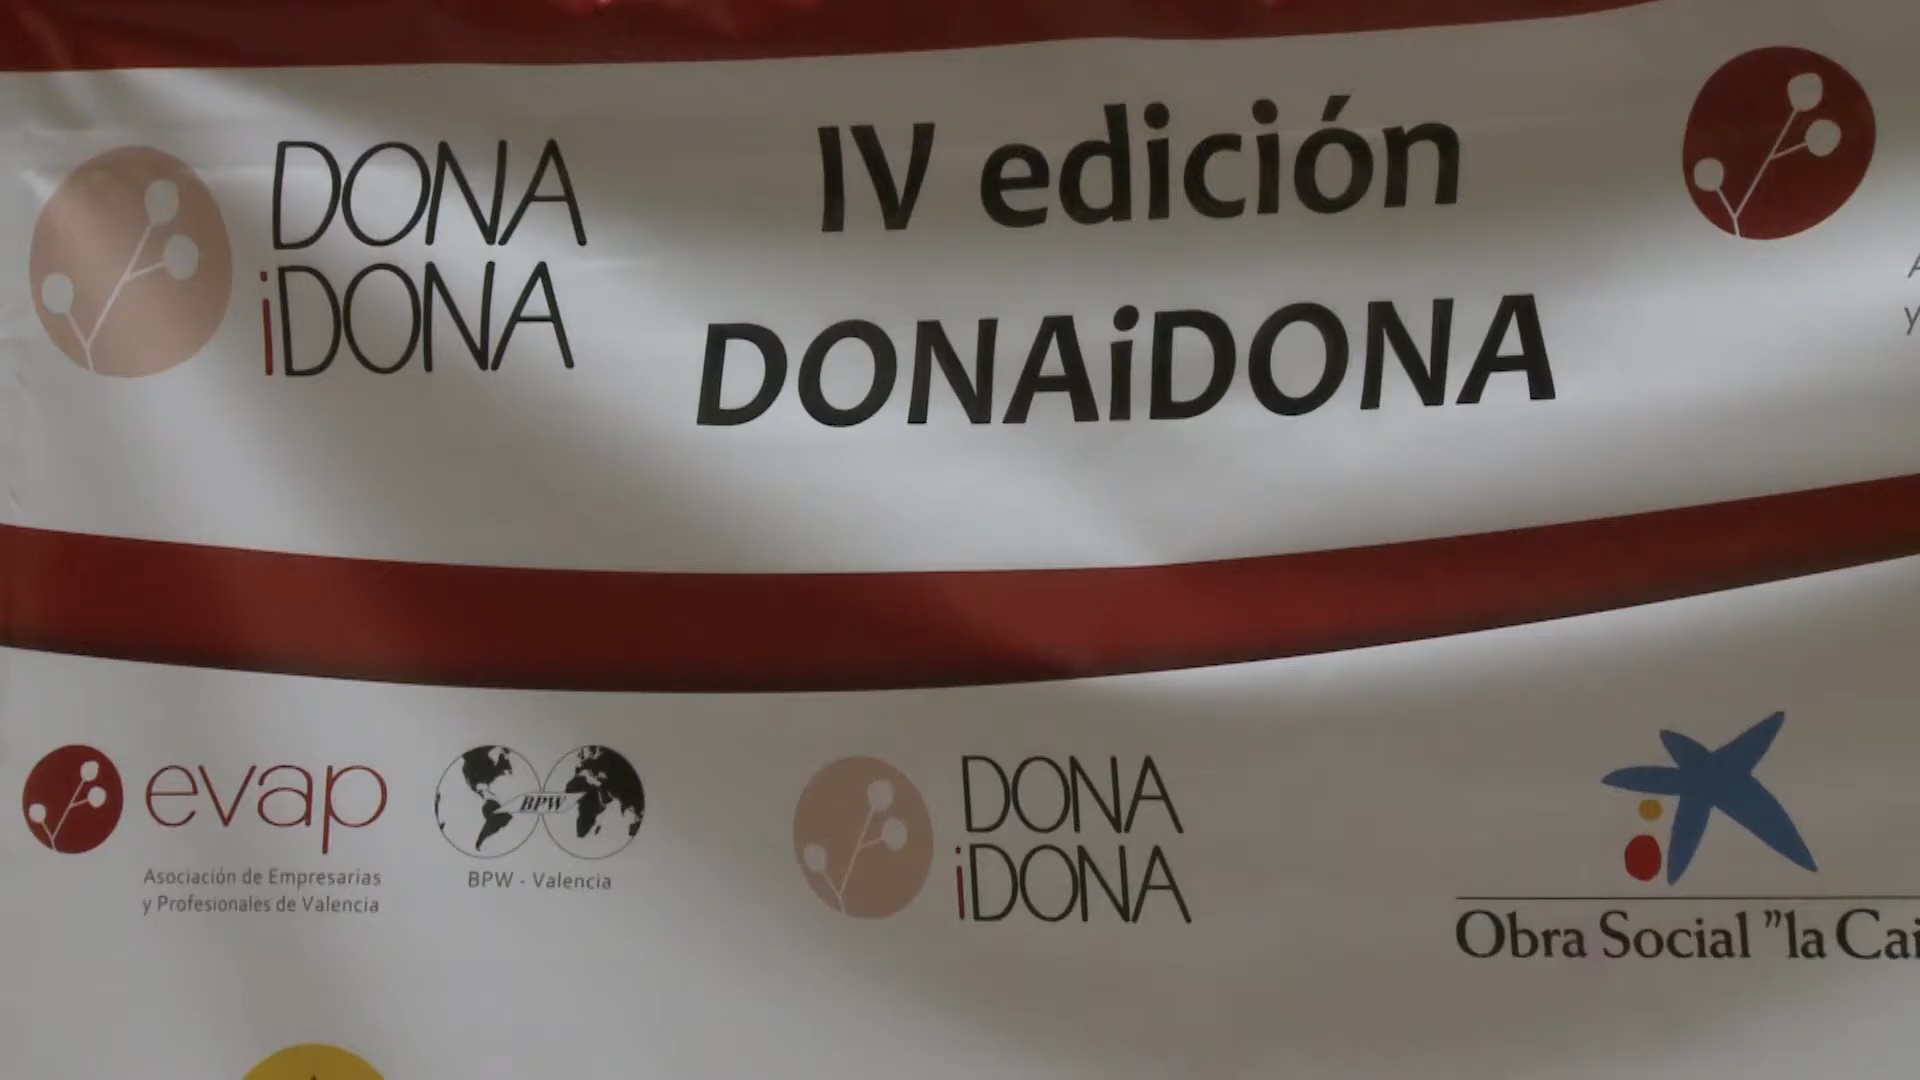 DONA
iDONA
IV edición
DONAiDONA
evap
Asociación de Empresarias
y Profesionales de Valencia
BPW
BPW - Valencia
DONA
iDONA
Obra Social "la Cai